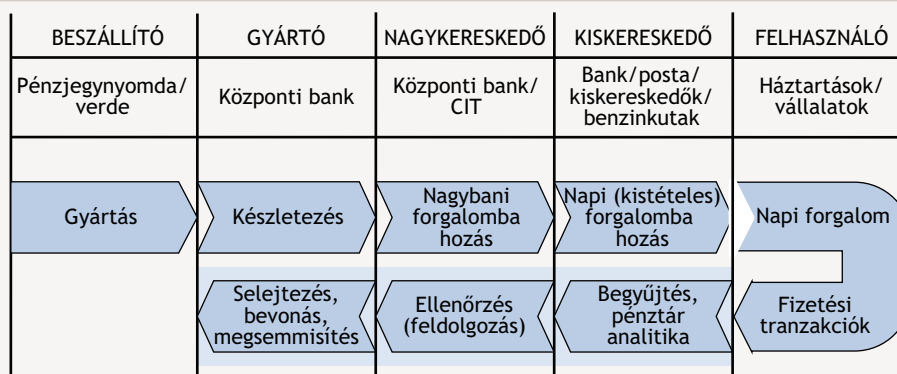 BESZÁLLÍTÓ
GYÁRTÓ
NAGYKERESKEDŐ
KISKERESKEDŐ
FELHASZNÁLÓ
Pénzjegynyomda/
verde
Központi bank
Központi bank/
CIT
Bank/posta/
kiskereskedők/
benzinkutak
Háztartások/
vállalatok
Gyártás
Készletezés
Nagybani
forgalomba
hozás
Napi (kistételes)
forgalomba
hozás
Napi forgalom
Selejtezés,
bevonás,
megsemmisítés
Ellenőrzés
(feldolgozás)
Begyűjtés,
pénztár
analitika
Fizetési
tranzakciók